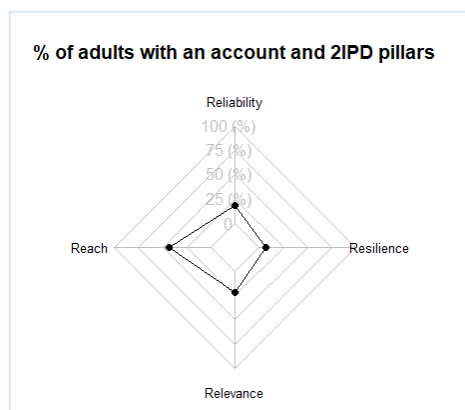 % of adults with an account and 2IPD pillars
Reliability
100 (%)
75 (%)
50 (%)
25 (%)
0
Reach
Resilience
Relevance